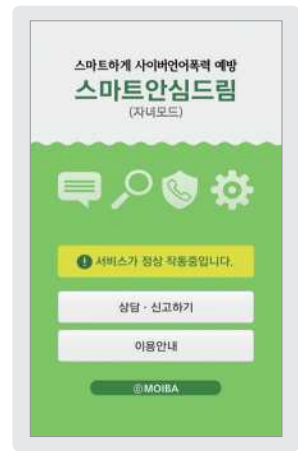 스마트하게 사이버언어폭력 예방
스마트안심드림
(자녀모드)
서비스가 정상 작동중입니다.
상담 · 신고하기
이용안내
ⓒMOIBA